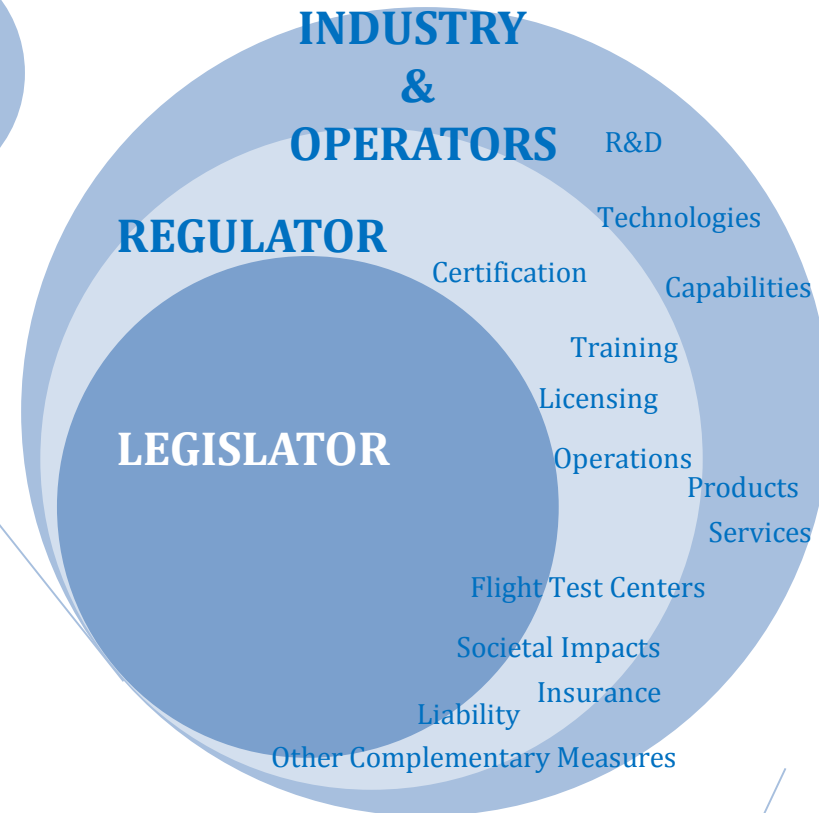 INDUSTRY
&
OPERATORS
R&D
Technologies
REGULATOR
Certification
Capabilities
Training
Licensing
LEGISLATOR
Operations
Products
Services
Flight Test Centers
Societal Impacts
Insurance
Liability
Other Complementary Measures